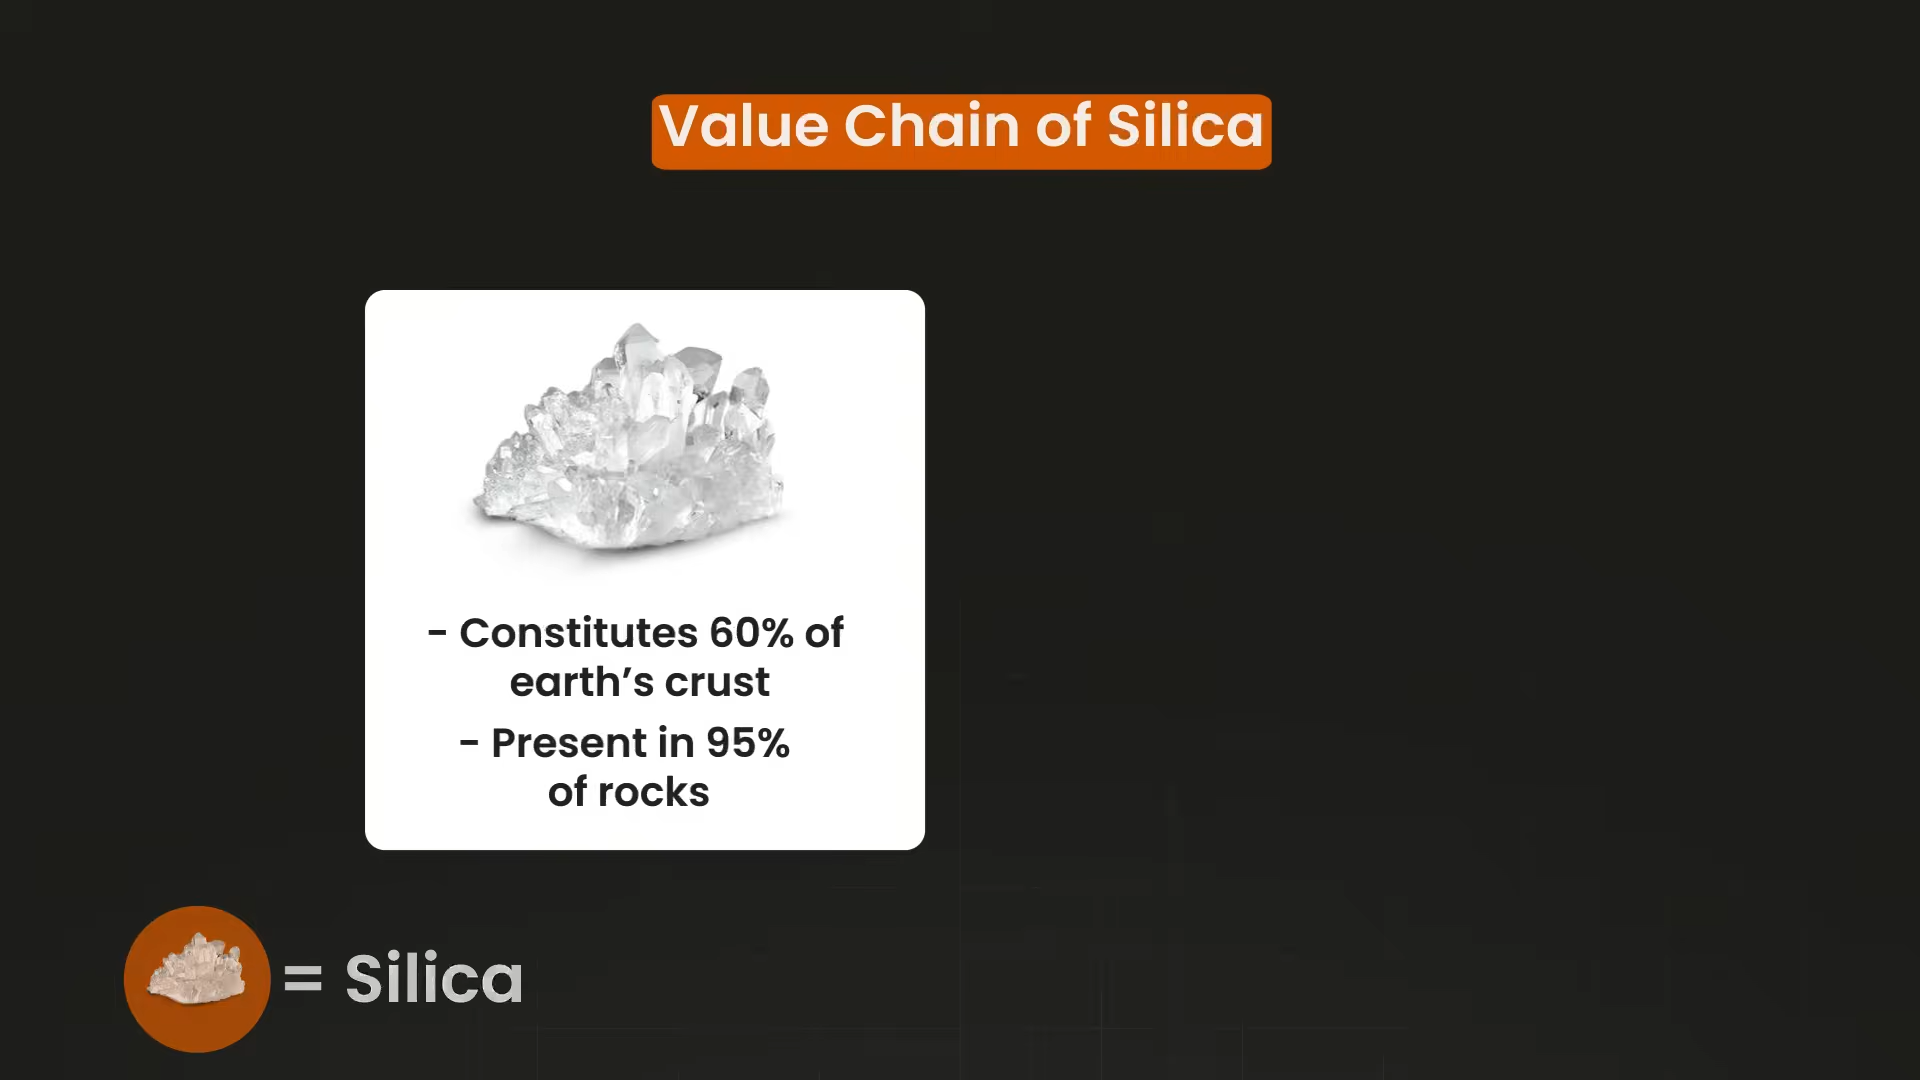 Value Chain of Silica
- Constitutes 60% of
earth’s crust
- Present in 95%
of rocks
= Silica